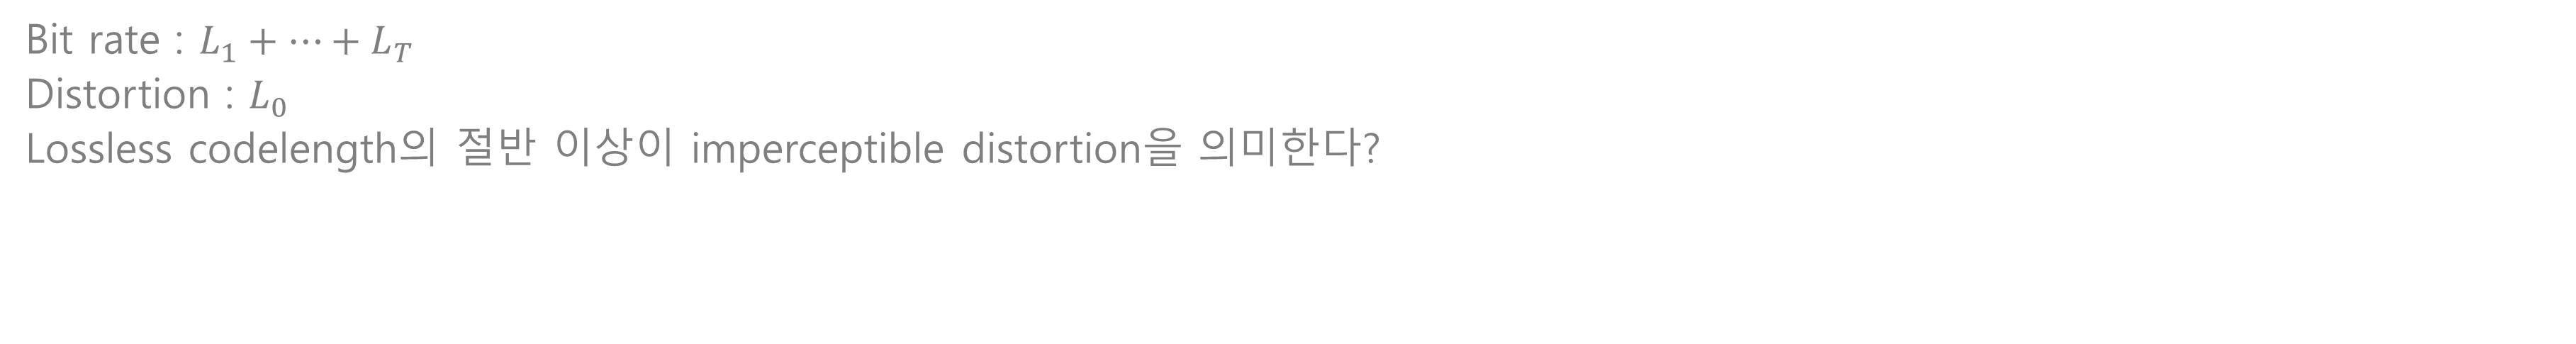 Bit rate : $L_1 + \cdots + L_T$
Distortion : $L_0$
Lossless codelength의 절반 이상이 imperceptible distortion을 의미한다?